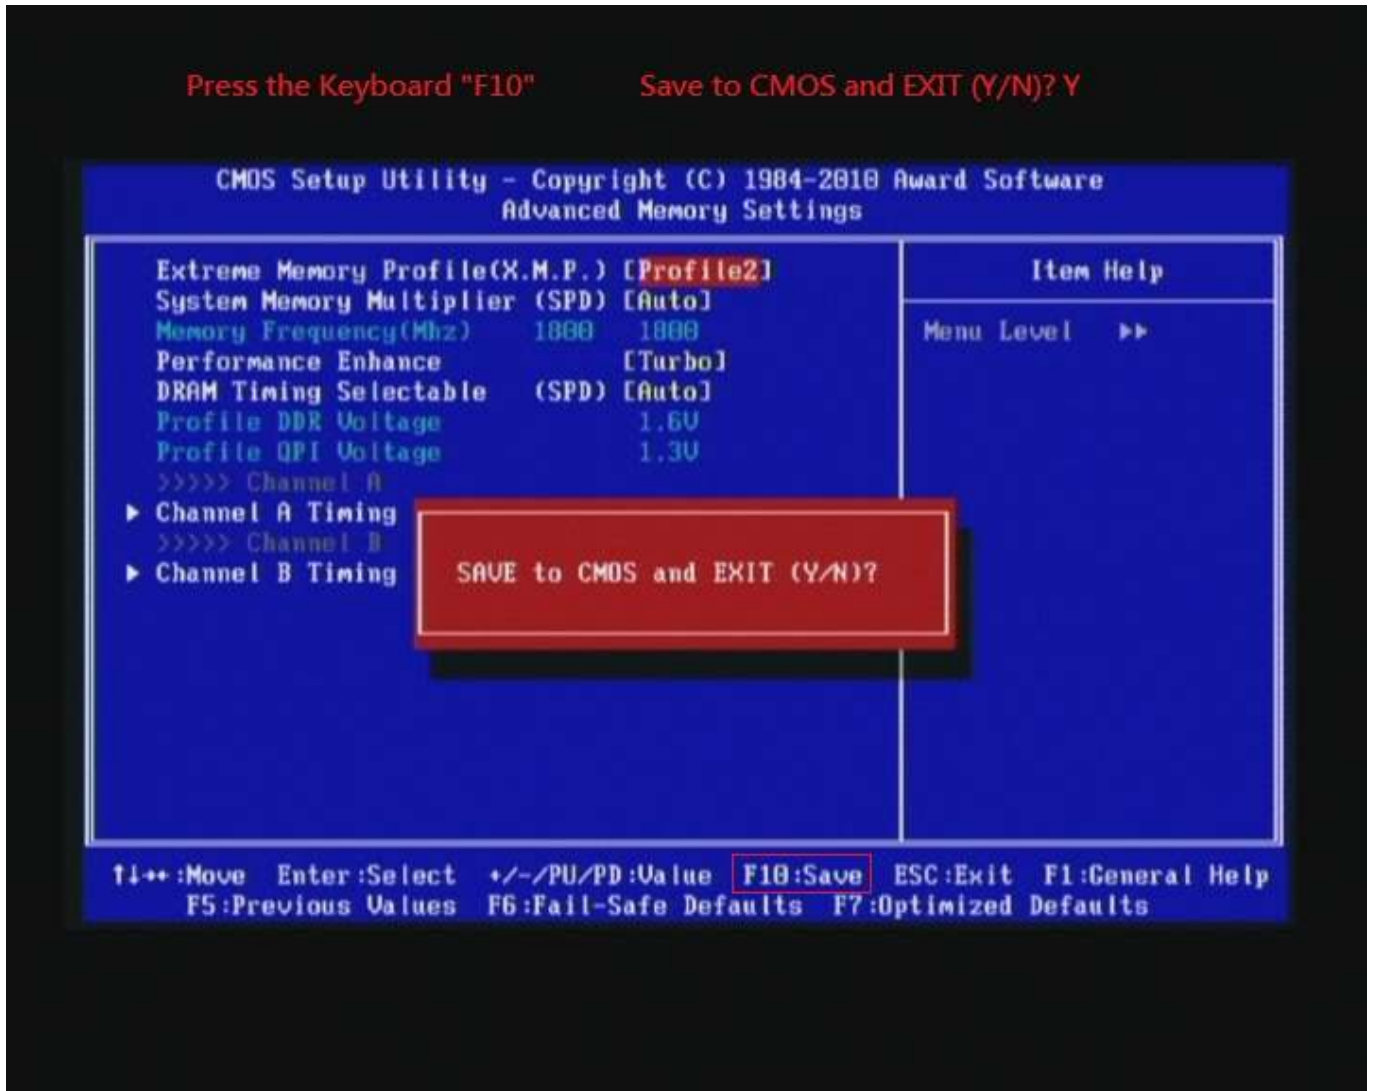 Press the Keyboard "F10" Save to CMOS and EXIT (Y/N)? Y
CMOS Setup Utility - Copyright (C) 1984-2010 Award Software
Advanced Memory Settings
Extreme Memory Profile(X.M.P.) [Profile2]
Item Help
System Memory Multiplier (SPD) [Auto]
Memory Frequency(Mhz) 1800 1800
Menu Level ▶▶
Performance Enhance [Turbo]
DRAM Timing Selectable (SPD) [Auto]
Profile DDR Voltage 1.6V
Profile QPI Voltage 1.3V
>>>>> Channel A
▶ Channel A Timing
>>>>> Channel B
▶ Channel B Timing
SAVE to CMOS and EXIT (Y/N)?
↑↓→←:Move Enter:Select +/-/PU/PD:Value F10:Save ESC:Exit F1:General Help
F5:Previous Values F6:Fail-Safe Defaults F7:Optimized Defaults